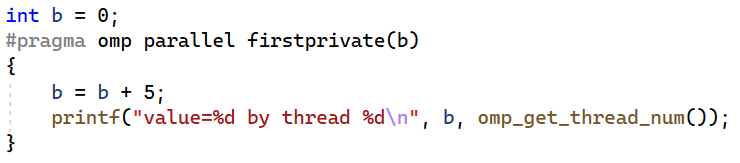 int b = 0;
#pragma omp parallel firstprivate(b)
{
    b = b + 5;
    printf("value=%d by thread %d\n", b, omp_get_thread_num());
}